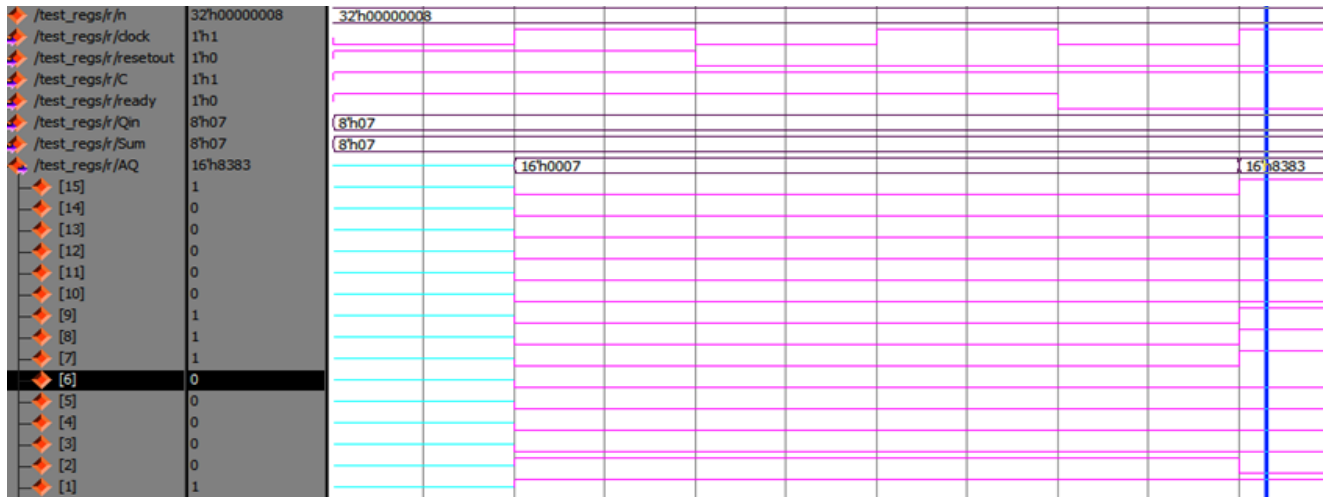 /test_regs/r/n 32'h00000008 32'h00000008
/test_regs/r/clock 1'h1
/test_regs/r/resetout 1'h0
/test_regs/r/C 1'h1
/test_regs/r/ready 1'h0
/test_regs/r/Qin 8'h07 8'h07
/test_regs/r/Sum 8'h07 8'h07
/test_regs/r/AQ 16'h8383 16'h0007 16'h8383
[15] 1
[14] 0
[13] 0
[12] 0
[11] 0
[10] 0
[9] 1
[8] 1
[7] 1
[6] 0
[5] 0
[4] 0
[3] 0
[2] 0
[1] 1